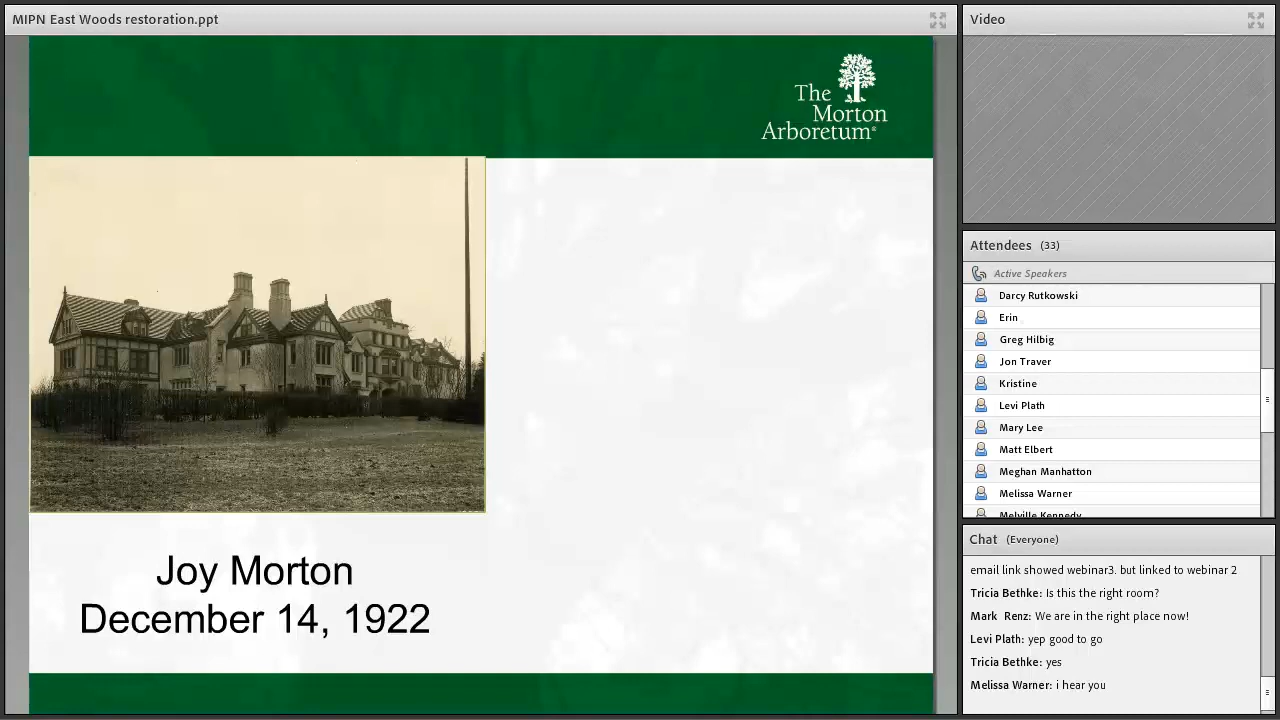 MIPN East Woods restoration.ppt
The
Morton
Arboretum®
Joy Morton
December 14, 1922
Video
Attendees (33)
Active Speakers
Darcy Rutkowski
Erin
Greg Hilbig
Jon Traver
Kristine
Levi Plath
Mary Lee
Matt Elbert
Meghan Manhatton
Melissa Warner
Melville Kennedy
Chat (Everyone)
email link showed webinar3. but linked to webinar 2
Tricia Bethke: Is this the right room?
Mark Renz: We are in the right place now!
Levi Plath: yep good to go
Tricia Bethke: yes
Melissa Warner: i hear you